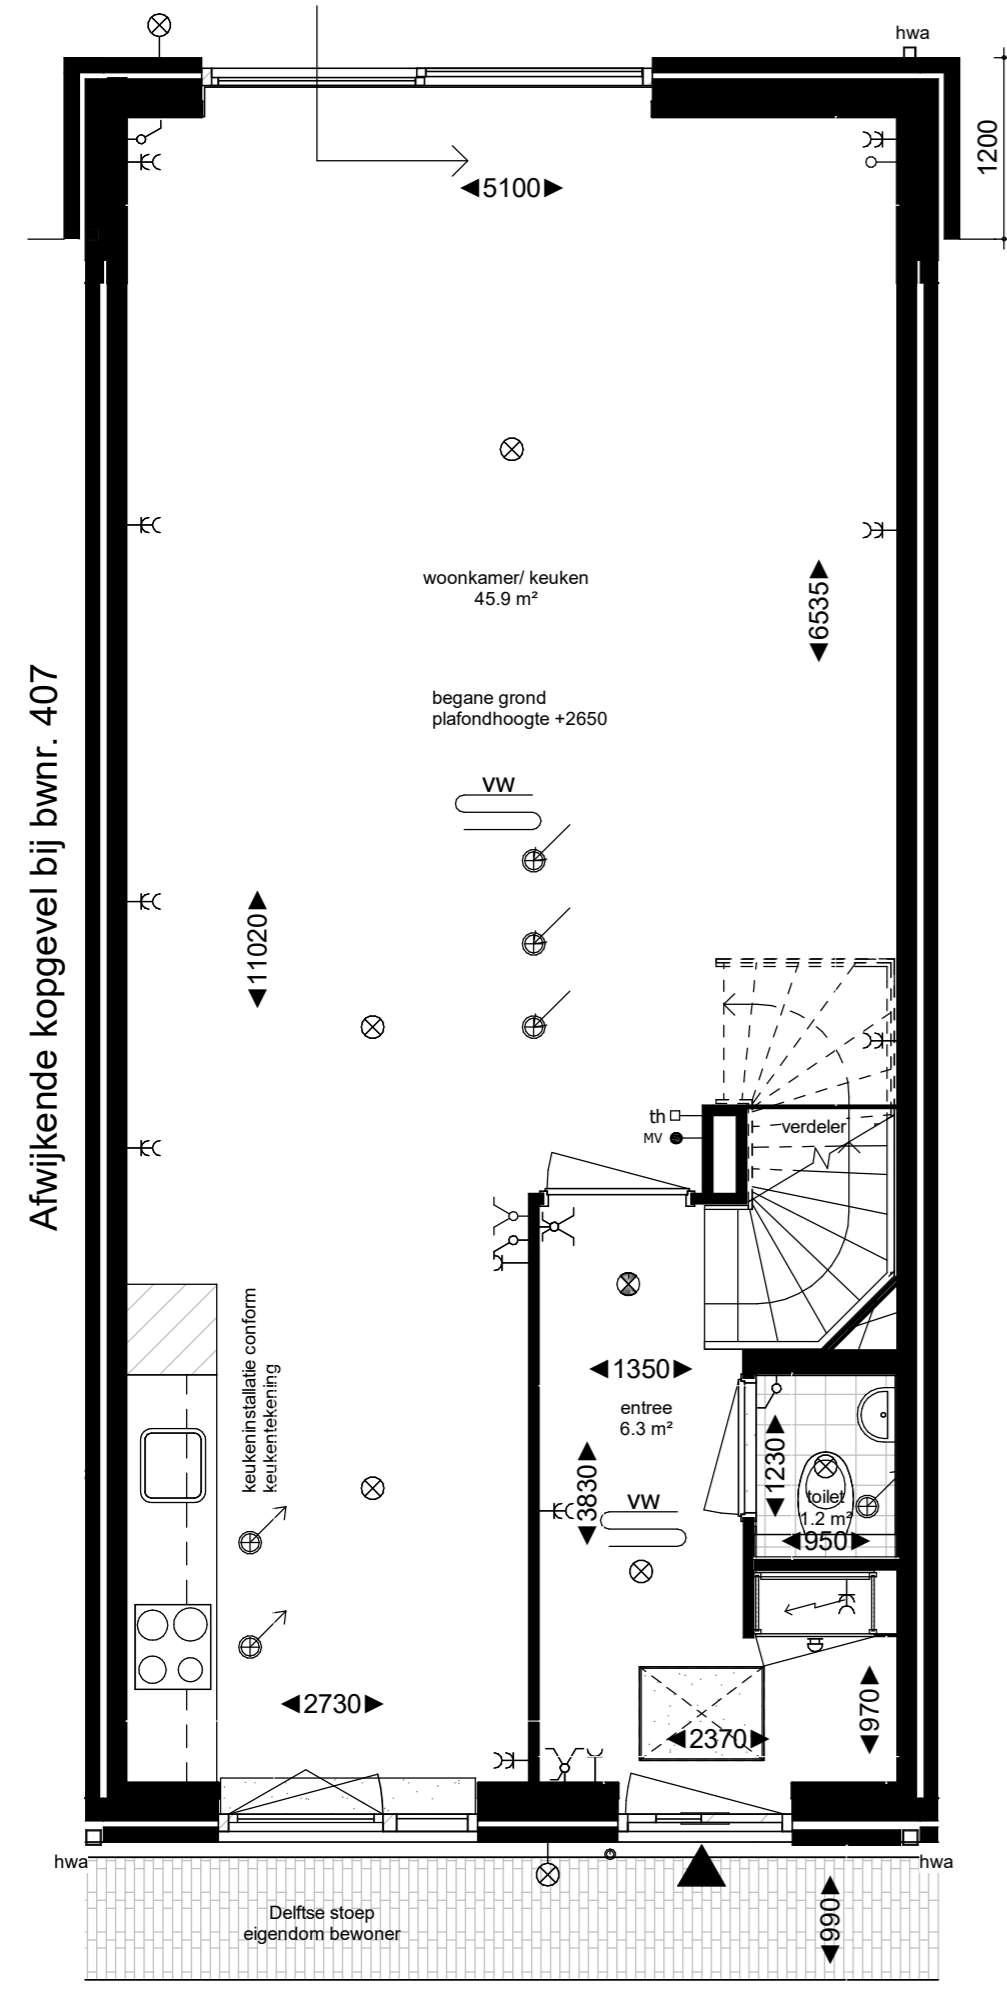 hwa
1200
5100
woonkamer/ keuken
45.9 m²
6535
begane grond
plafondhoogte +2650
Afwijkende kopgevel bij bwnr. 407
vw
11020
th
MV
verdeler
keukeninstallatie conform
keukentekening
1350
entree
6.3 m²
3830
vw
1230
toilet
1.2 m²
950
2730
2370
970
hwa
hwa
Delftse stoep
eigendom bewoner
990